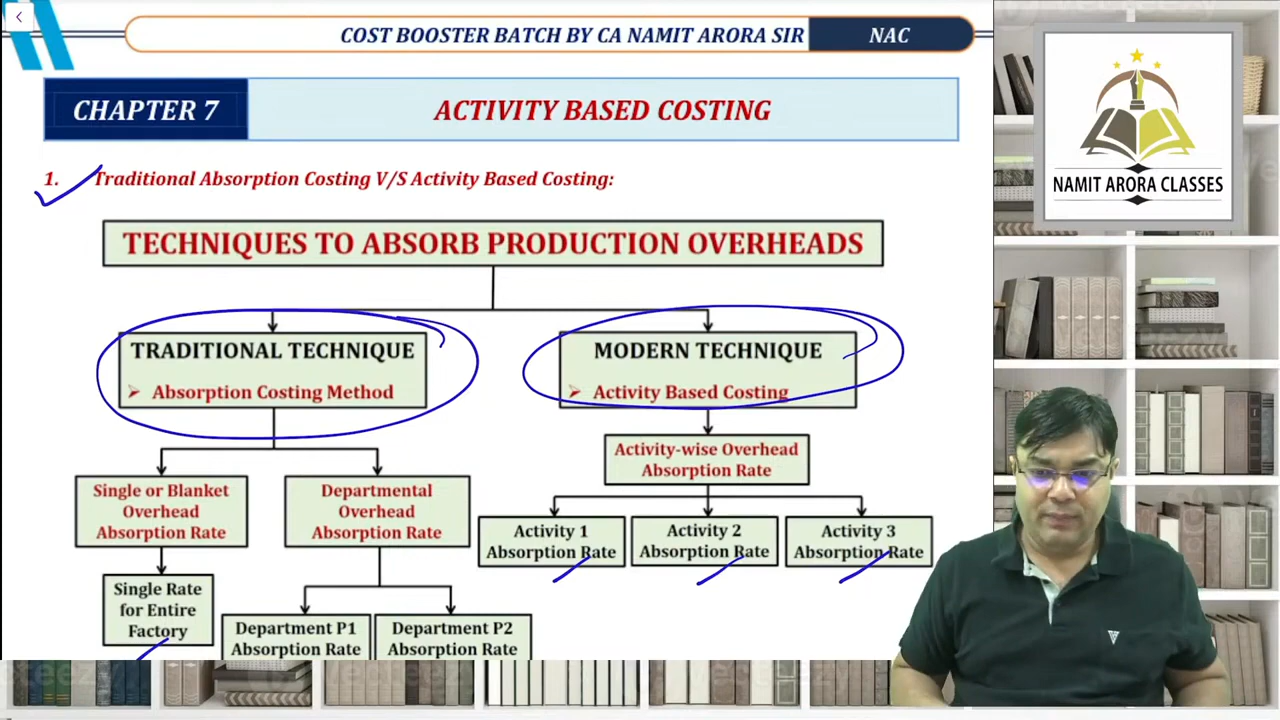 COST BOOSTER BATCH BY CA NAMIT ARORA SIR NAC
CHAPTER 7 ACTIVITY BASED COSTING
1. Traditional Absorption Costing V/S Activity Based Costing:
TECHNIQUES TO ABSORB PRODUCTION OVERHEADS
TRADITIONAL TECHNIQUE
➢ Absorption Costing Method
MODERN TECHNIQUE
➢ Activity Based Costing
Activity-wise Overhead
Absorption Rate
Single or Blanket
Overhead
Absorption Rate
Departmental
Overhead
Absorption Rate
Activity 1
Absorption Rate
Activity 2
Absorption Rate
Activity 3
Absorption Rate
Single Rate
for Entire
Factory
Department P1
Absorption Rate
Department P2
Absorption Rate
NAMIT ARORA CLASSES